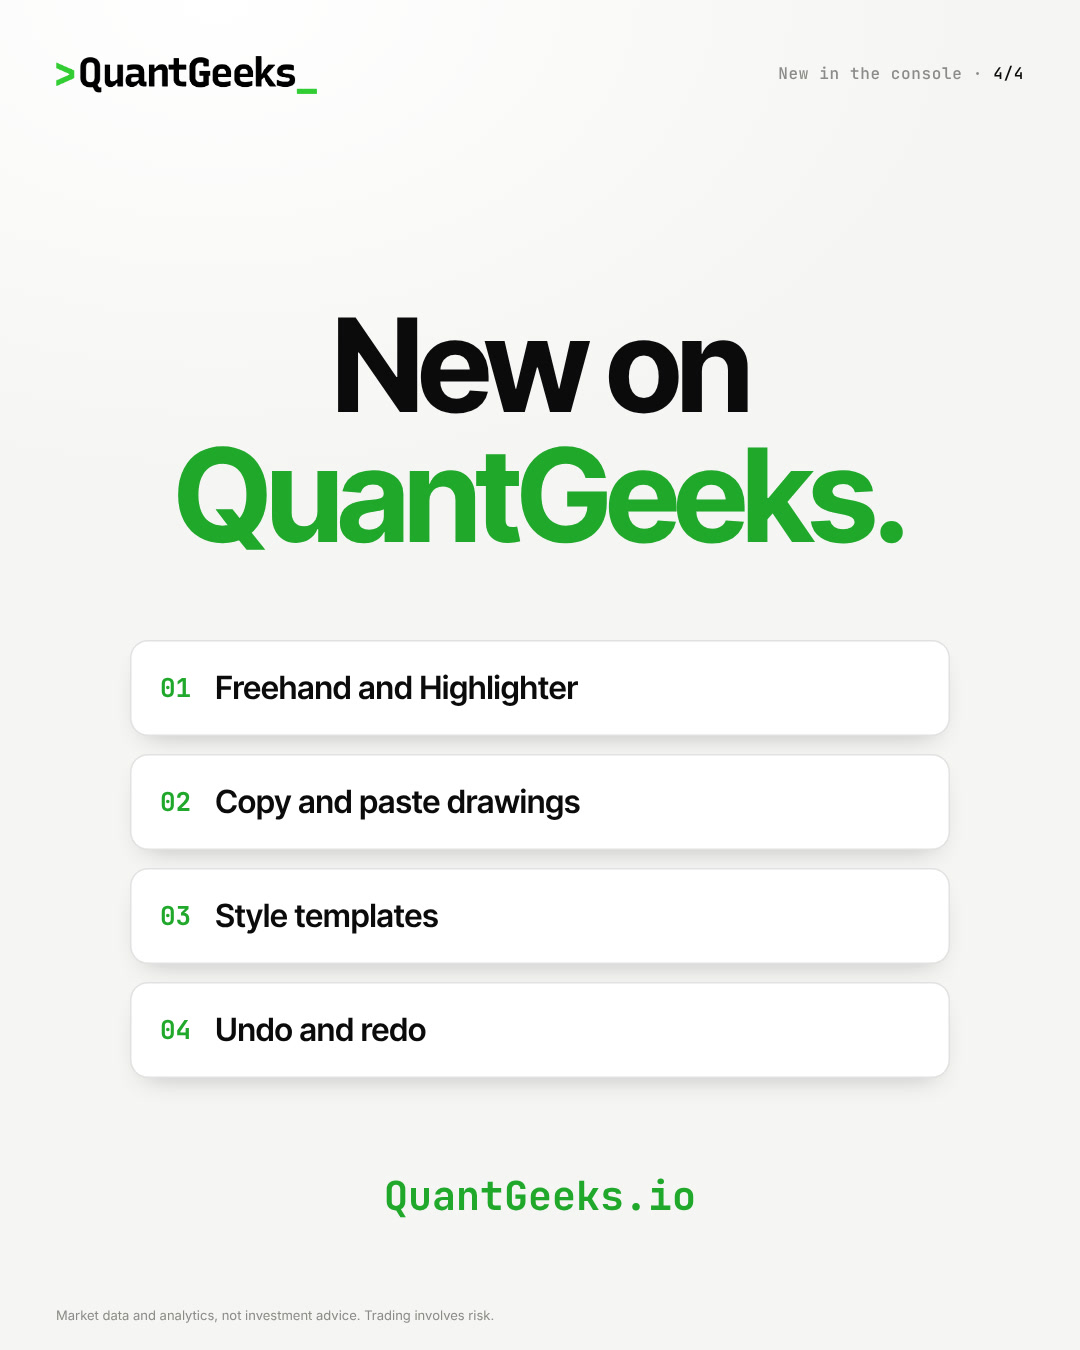 >QuantGeeks_
New in the console · 4/4
New on
QuantGeeks.
01 Freehand and Highlighter
02 Copy and paste drawings
03 Style templates
04 Undo and redo
QuantGeeks.io
Market data and analytics, not investment advice. Trading involves risk.